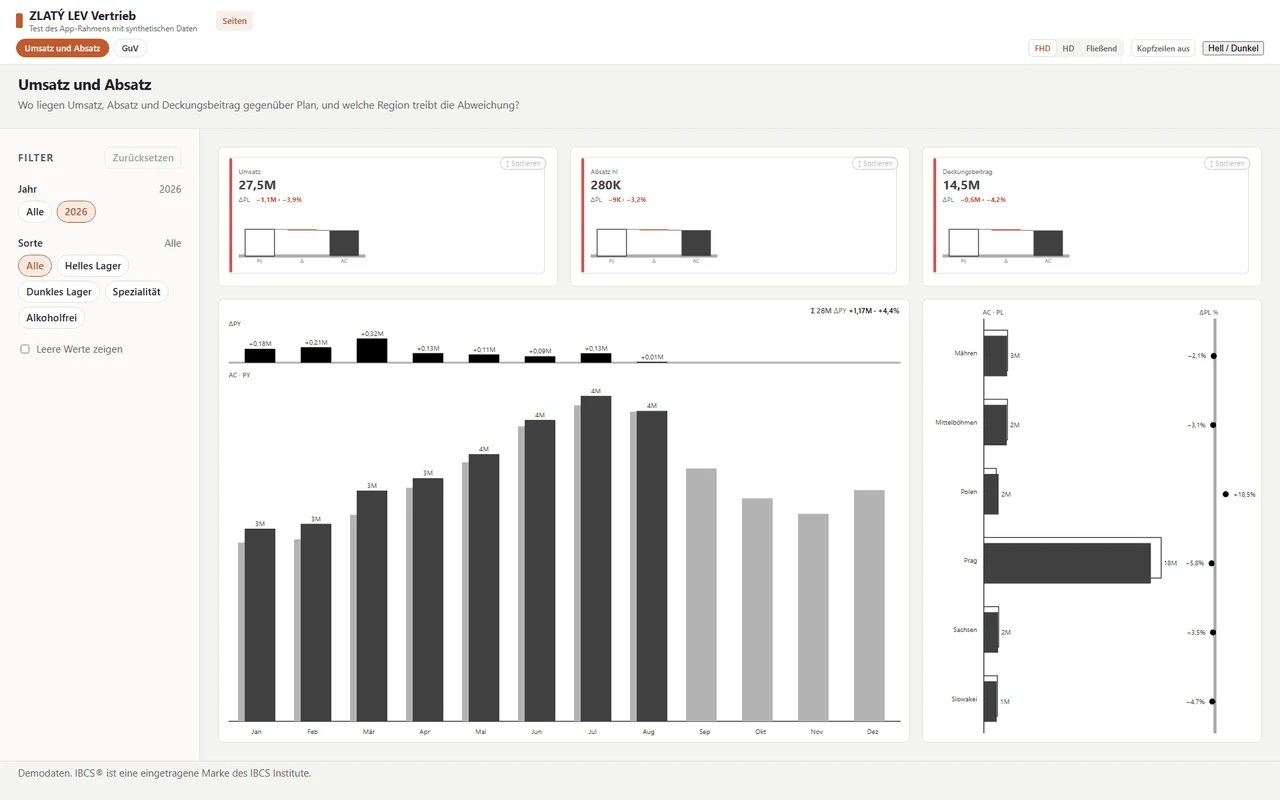 ZLATÝ LEV Vertrieb
Test des App-Rahmens mit synthetischen Daten
Seiten
Umsatz und Absatz
GuV
FHD
HD
Fließend
Kopfzeilen aus
Hell / Dunkel
Umsatz und Absatz
Wo liegen Umsatz, Absatz und Deckungsbeitrag gegenüber Plan, und welche Region treibt die Abweichung?
FILTER
Zurücksetzen
Jahr
2026
Alle
2026
Sorte
Alle
Alle
Helles Lager
Dunkles Lager
Spezialität
Alkoholfrei
Leere Werte zeigen
↕ Sortieren
Umsatz
27,5M
ΔPL −1,1M · −3,9%
PL Δ AC
↕ Sortieren
Absatz hl
280K
ΔPL −9K · −3,2%
PL Δ AC
↕ Sortieren
Deckungsbeitrag
14,5M
ΔPL −0,6M · −4,2%
PL Δ AC
Σ 28M ΔPY +1,17M · +4,4%
ΔPY
+0,18M +0,21M +0,32M +0,13M +0,11M +0,09M +0,13M +0,01M
AC · PY
3M 3M 3M 3M 4M 4M 4M 4M
Jan Feb Mär Apr Mai Jun Jul Aug Sep Okt Nov Dez
AC · PL
ΔPL %
Mähren 3M −2,1%
Mittelböhmen 2M −3,1%
Polen 2M +18,5%
Prag 18M −5,8%
Sachsen 2M −3,5%
Slowakei 1M −4,7%
Demodaten. IBCS® ist eine eingetragene Marke des IBCS Institute.